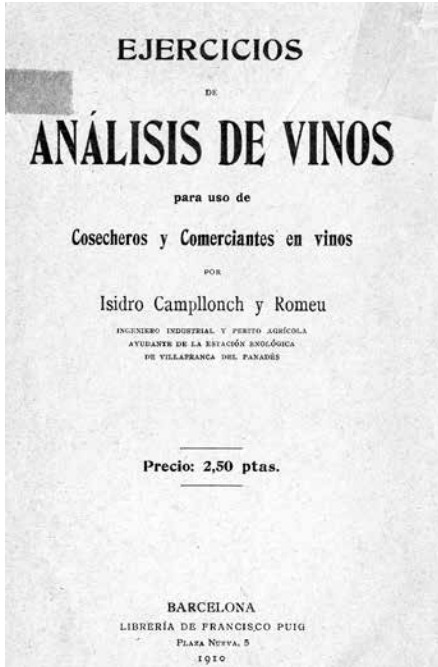 EJERCICIOS
DE
ANÁLISIS DE VINOS
para uso de
Cosecheros y Comerciantes en vinos
POR
Isidro Campllonch y Romeu
INGENIERO INDUSTRIAL Y PERITO AGRÍCOLA
AYUDANTE DE LA ESTACIÓN ENOLÓGICA
DE VILLAFRANCA DEL PANADÉS
Precio: 2,50 ptas.
BARCELONA
LIBRERÍA DE FRANCISCO PUIG
PLAZA NUEVA, 5
1910